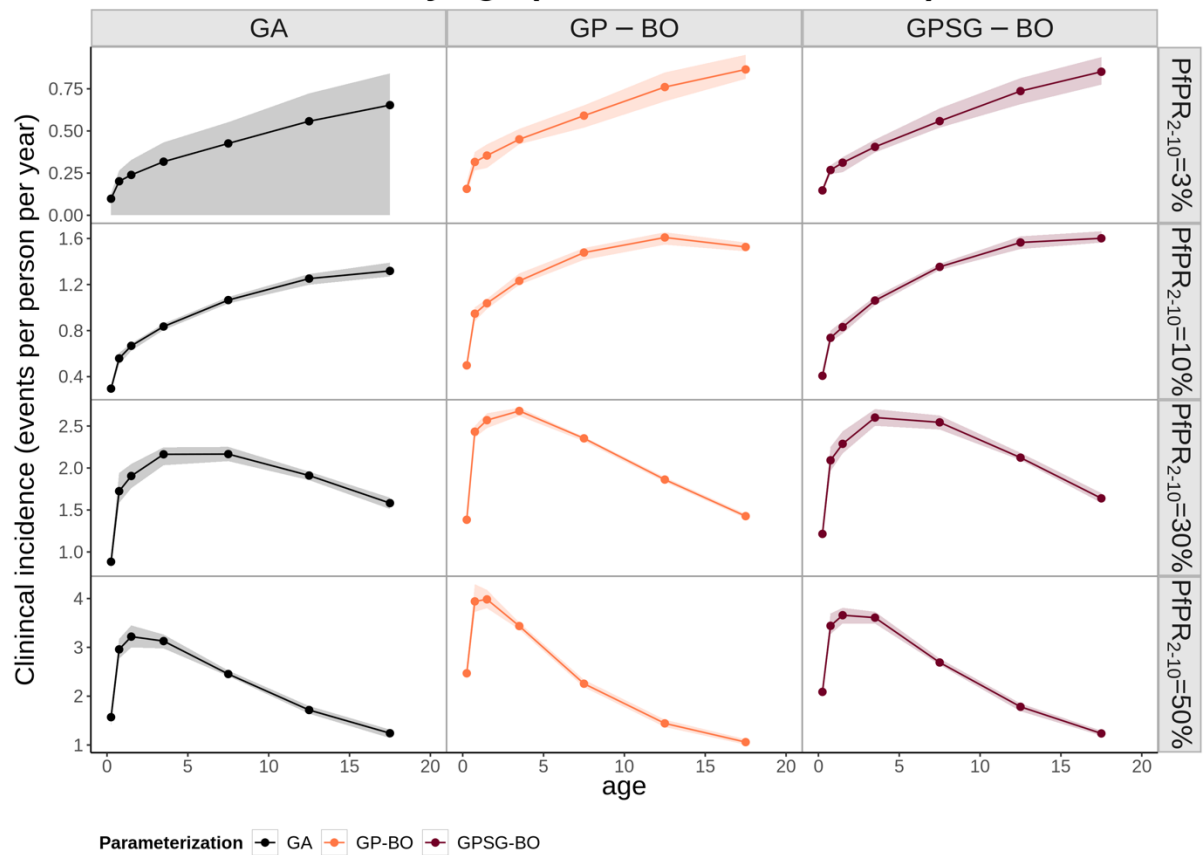 GA GP – BO GPSG – BO
Clinincal incidence (events per person per year)
0.75
0.50
0.25
0.00
PfPR2-10=3%
1.6
1.2
0.8
0.4
PfPR2-10=10%
2.5
2.0
1.5
1.0
PfPR2-10=30%
4
3
2
1
PfPR2-10=50%
0 5 10 15 20 0 5 10 15 20 0 5 10 15 20
age
Parameterization GA GP-BO GPSG-BO